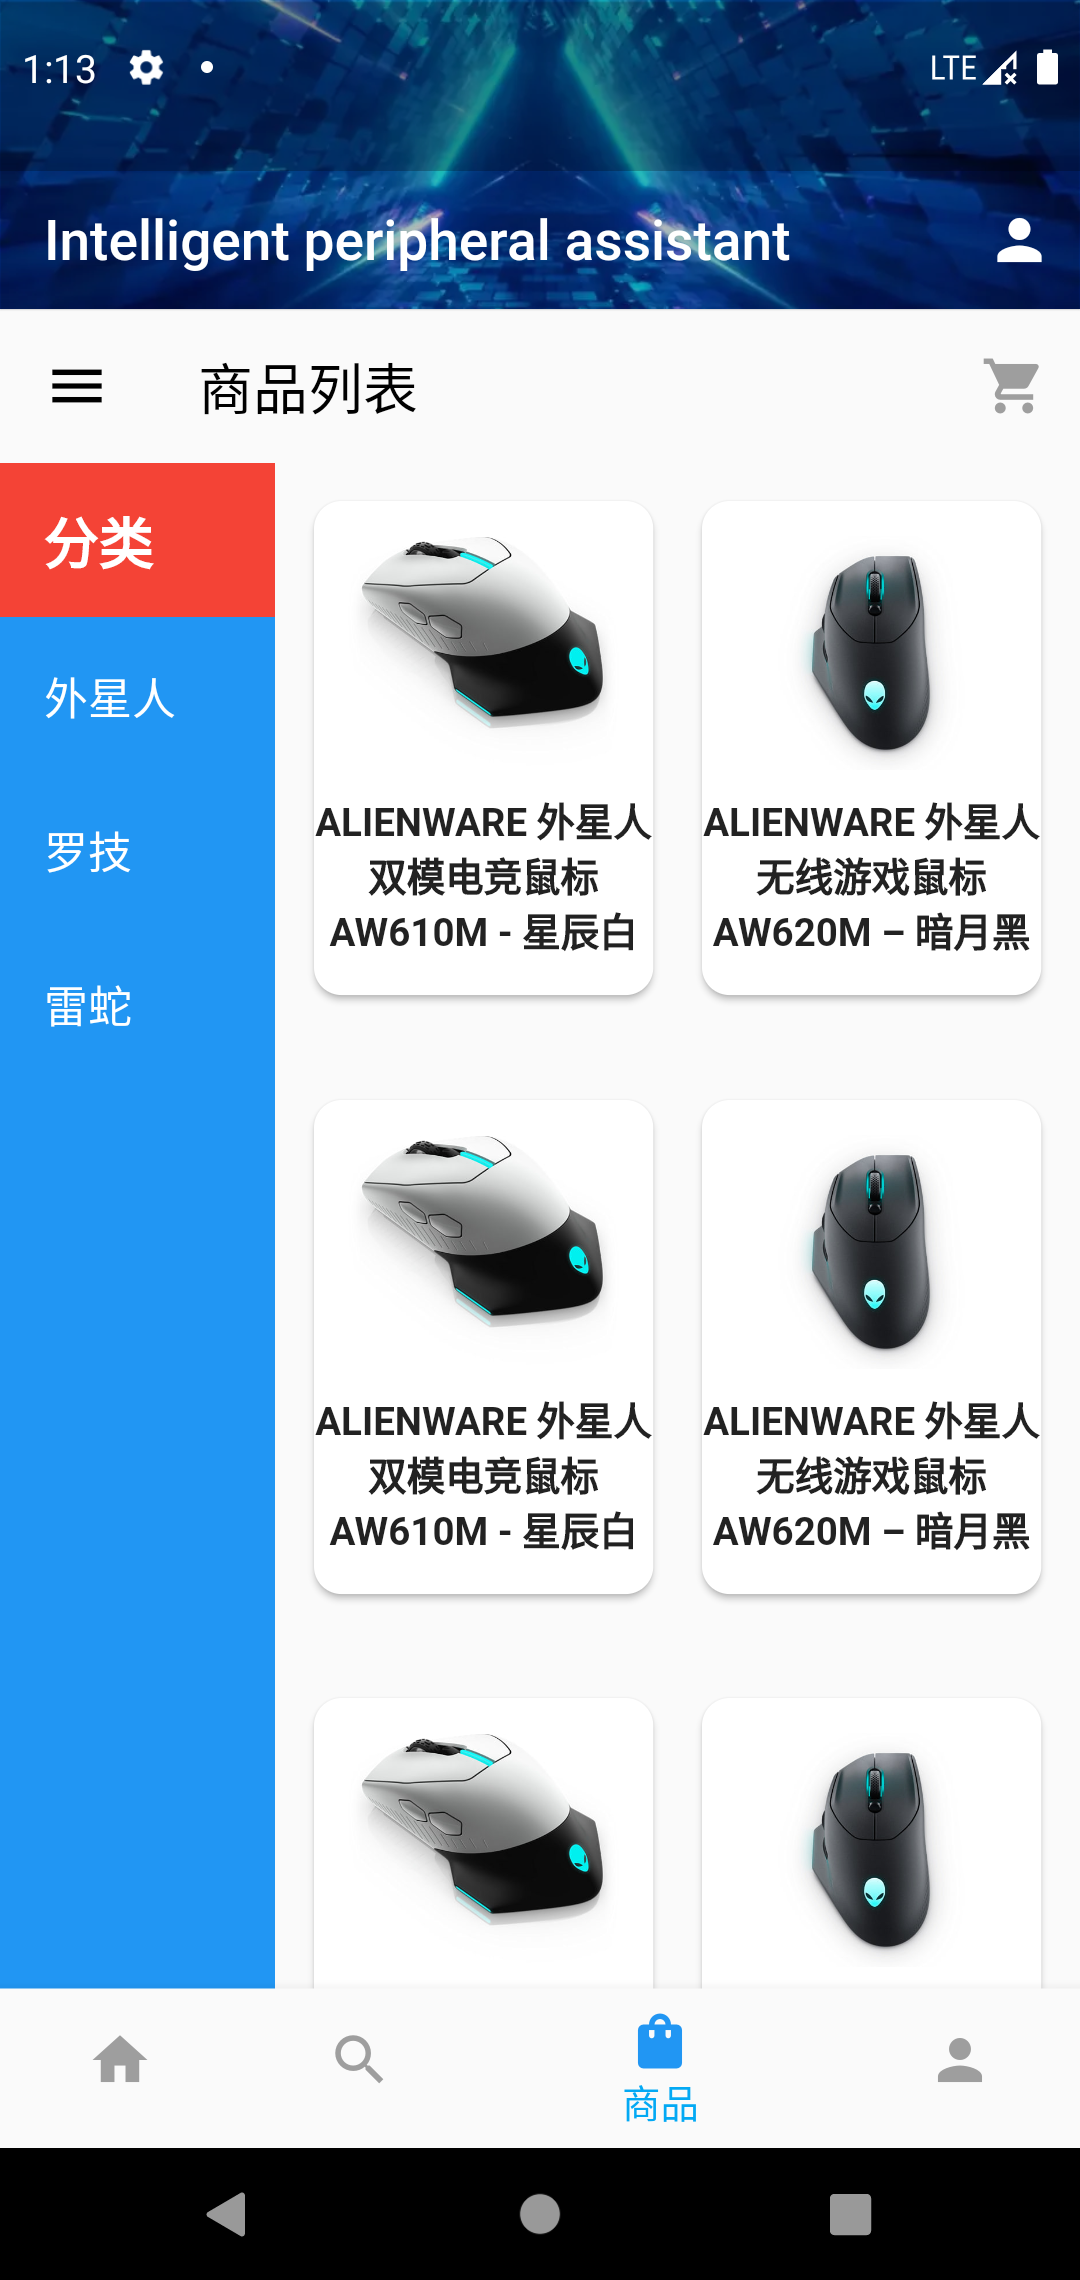 1:13
LTE
Intelligent peripheral assistant
商品列表
分类
外星人
罗技
雷蛇
ALIENWARE 外星人
双模电竞鼠标
AW610M - 星辰白
ALIENWARE 外星人
无线游戏鼠标
AW620M – 暗月黑
ALIENWARE 外星人
双模电竞鼠标
AW610M - 星辰白
ALIENWARE 外星人
无线游戏鼠标
AW620M – 暗月黑
商品